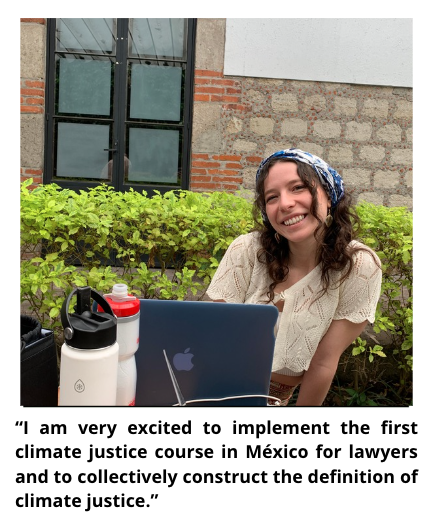 “I am very excited to implement the first
climate justice course in México for lawyers
and to collectively construct the definition of
climate justice.”